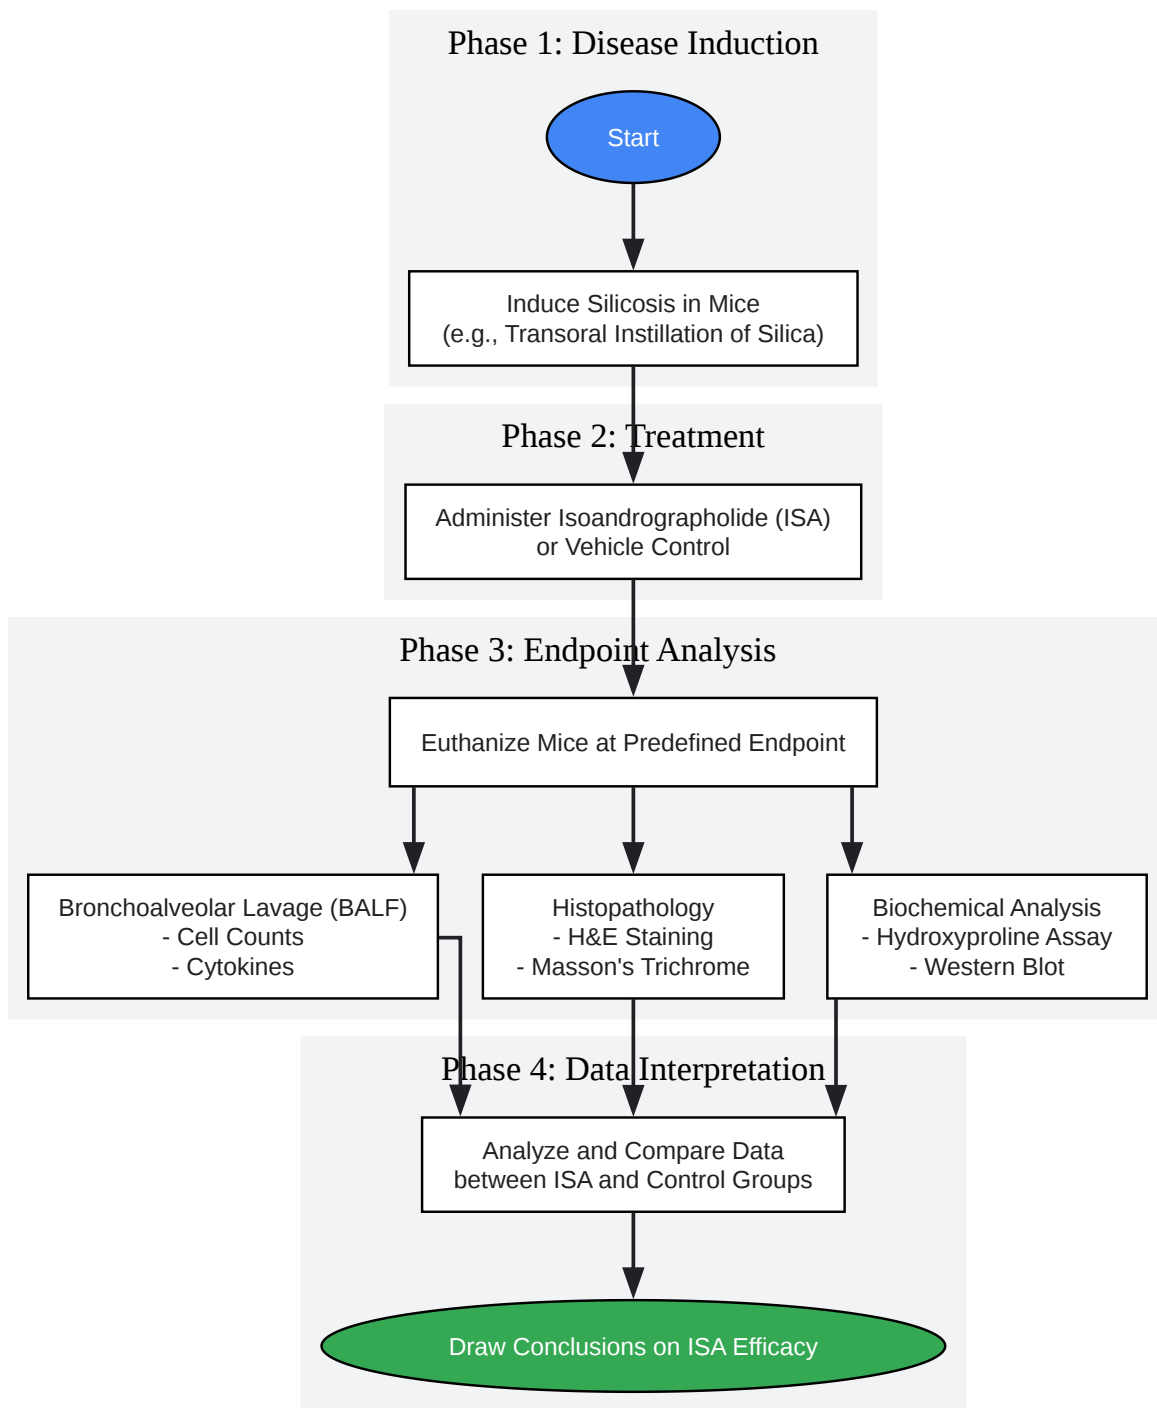 Phase 1: Disease Induction
Start
Induce Silicosis in Mice
(e.g., Transoral Instillation of Silica)
Phase 2: Treatment
Administer Isoandrographolide (ISA)
or Vehicle Control
Phase 3: Endpoint Analysis
Euthanize Mice at Predefined Endpoint
Bronchoalveolar Lavage (BALF)
- Cell Counts
- Cytokines
Histopathology
- H&E Staining
- Masson's Trichrome
Biochemical Analysis
- Hydroxyproline Assay
- Western Blot
Phase 4: Data Interpretation
Analyze and Compare Data
between ISA and Control Groups
Draw Conclusions on ISA Efficacy